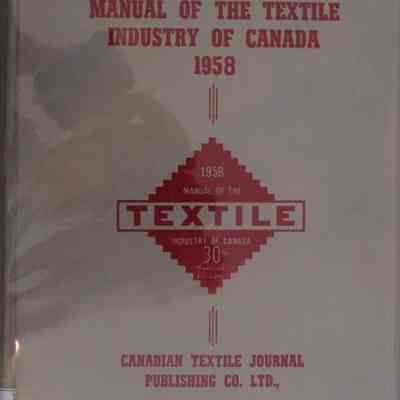 MANUAL OF THE TEXTILE
INDUSTRY OF CANADA
1958
1958
MANUAL OF THE
TEXTILE
INDUSTRY OF CANADA
30th
CANADIAN TEXTILE JOURNAL
PUBLISHING CO. LTD.,